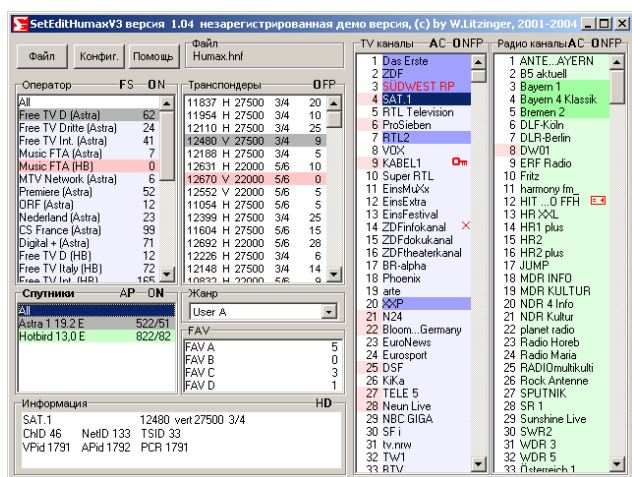 SetEditHumaxV3 версия 1.04 незарегистрированная демо версия, (c) by W.Litzinger, 2001-2004
Файл
Конфиг.
Помощь
Файл
Humax.hnf
Оператор FS ON
All
Free TV D (Astra) 62
Free TV Dritte (Astra) 24
Free TV Int. (Astra) 41
Music FTA (Astra) 7
Music FTA (HB) 0
MTV Network (Astra) 6
Premiere (Astra) 52
ORF (Astra) 12
Nederland (Astra) 23
CS France (Astra) 99
Digital + (Astra) 71
Free TV D (HB) 12
Free TV Italy (HB) 72
Free TV Int. (HB) 165
Транспондеры OFP
11837 H 27500 3/4 20
11954 H 27500 3/4 10
12110 H 27500 3/4 25
12480 V 27500 3/4 9
12188 H 27500 3/4 5
12631 H 22000 5/6 10
12670 V 22000 5/6 0
12552 V 22000 5/6 5
11054 H 27500 5/6 5
12399 H 27500 3/4 25
11604 H 27500 5/6 15
12692 H 22000 5/6 28
12226 H 27500 3/4 6
12148 H 27500 3/4 14
10832 H 22000 5/6 9
Спутники AP ON
All
Astra 1 19.2 E 522/51
Hotbird 13,0 E 822/82
Жанр
User A
FAV
FAV A 5
FAV B 0
FAV C 3
FAV D 1
Информация HD
SAT.1 12480 vert 27500 3/4
ChID 46 NetID 133 TSID 33
VPid 1791 APid 1792 PCR 1791
TV каналы AC ONFP
1 Das Erste
2 ZDF
3 SÜDWEST RP
4 SAT.1
5 RTL Television
6 ProSieben
7 RTL2
8 VOX
9 KABEL1
10 Super RTL
11 EinsMuXx
12 EinsExtra
13 EinsFestival
14 ZDFinfokanal
15 ZDFdokukanal
16 ZDFtheaterkanal
17 BR-alpha
18 Phoenix
19 arte
20 XXP
21 N24
22 Bloom...Germany
23 EuroNews
24 Eurosport
25 DSF
26 KiKa
27 TELE 5
28 Neun Live
29 NBC GIGA
30 SF i
31 tv.nrw
32 TW1
33 RTV
Радио каналы AC ONFP
1 ANTE...AYERN
2 B5 aktuell
3 Bayern 1
4 Bayern 4 Klassik
5 Bremen 2
6 DLF-Köln
7 DLR-Berlin
8 DW01
9 ERF Radio
10 Fritz
11 harmony fm_
12 HIT ...O FFH
13 HR XXL
14 HR1 plus
15 HR2
16 HR2 plus
17 JUMP
18 MDR INFO
19 MDR KULTUR
20 NDR 4 Info
21 NDR Kultur
22 planet radio
23 Radio Horeb
24 Radio Maria
25 RADIOmultikulti
26 Rock Antenne
27 SPUTNIK
28 SR 1
29 Sunshine Live
30 SWR2
31 WDR 3
32 WDR 5
33 Österreich 1